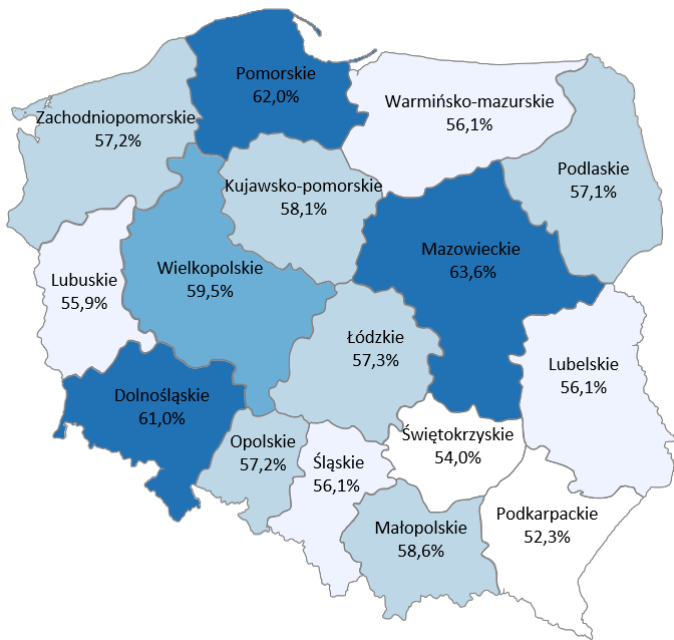 Pomorskie
62,0%
Warmińsko-mazurskie
56,1%
Zachodniopomorskie
57,2%
Podlaskie
57,1%
Kujawsko-pomorskie
58,1%
Mazowieckie
63,6%
Wielkopolskie
59,5%
Lubuskie
55,9%
Łódzkie
57,3%
Lubelskie
56,1%
Dolnośląskie
61,0%
Świętokrzyskie
54,0%
Opolskie
57,2%
Śląskie
56,1%
Podkarpackie
52,3%
Małopolskie
58,6%